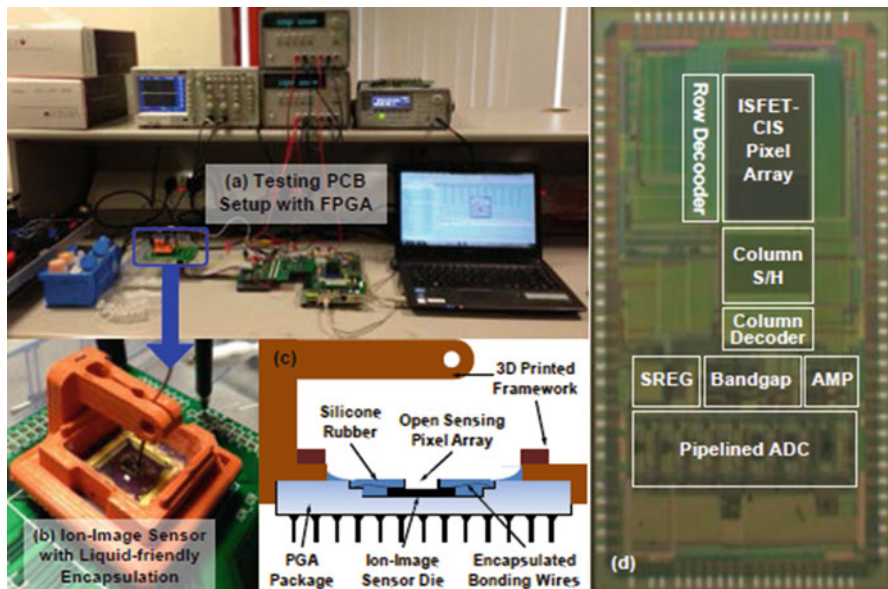 (a) Testing PCB
Setup with FPGA
(b) Ion-Image Sensor
with Liquid-friendly
Encapsulation
(c)
3D Printed
Framework
Silicone
Rubber
Open Sensing
Pixel Array
PGA
Package
Ion-Image
Sensor Die
Encapsulated
Bonding Wires
Row Decooder
ISFET-
CIS
Pixel
Array
Column
S/H
Column
Decoder
SREG
Bandgap
AMP
Pipelined ADC
(d)